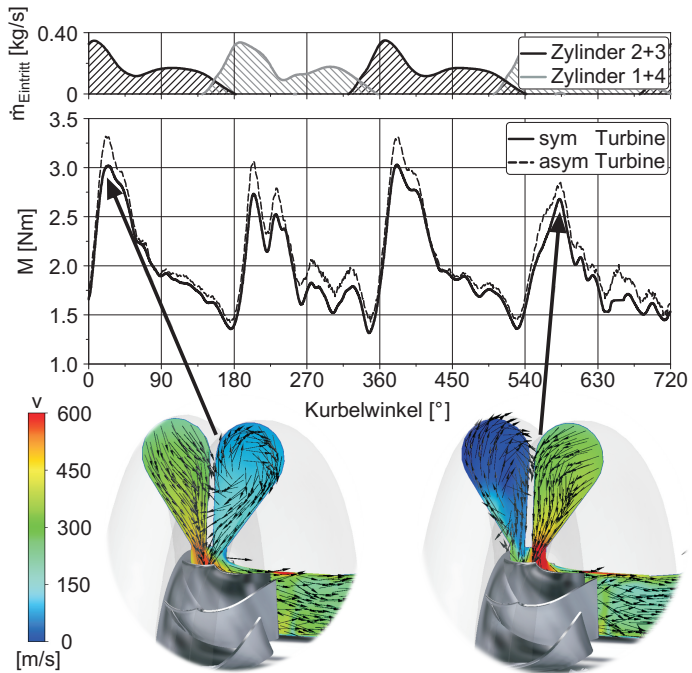 ṁEintritt [kg/s]
0.40
0
Zylinder 2+3
Zylinder 1+4
M [Nm]
3.5
3.0
2.5
2.0
1.5
1.0
sym Turbine
asym Turbine
0 90 180 270 360 450 540 630 720
Kurbelwinkel [°]
v
600
450
300
150
0
[m/s]